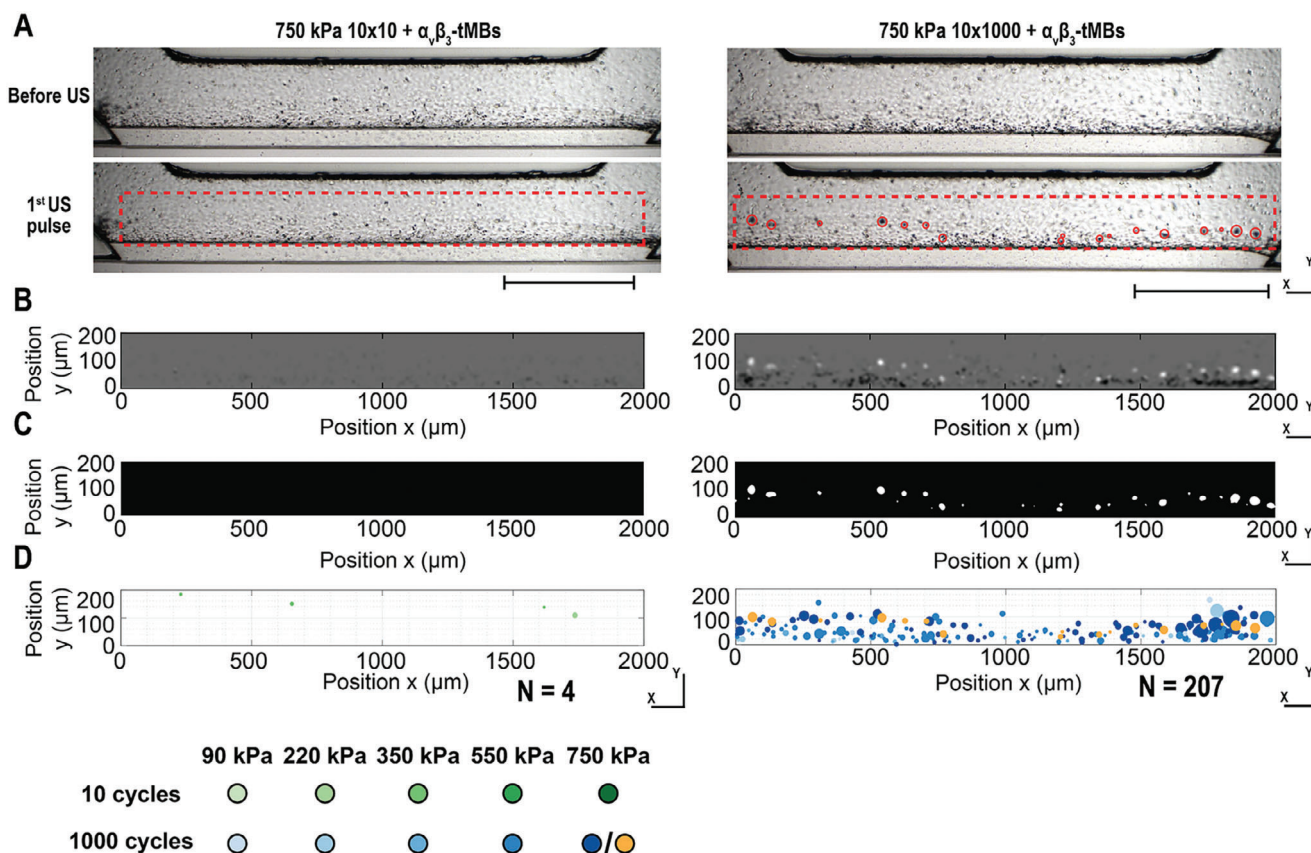 A
750 kPa 10x10 + αvβ3-tMBs
750 kPa 10x1000 + αvβ3-tMBs
Before US
1st US
pulse
Y
X
B
Position
y (µm)
200
100
0
0 500 1000 1500 2000
Position x (µm)
200
100
0
0 500 1000 1500 2000
Position x (µm)
Y
X
C
Position
y (µm)
200
100
0
0 500 1000 1500 2000
Position x (µm)
200
100
0
0 500 1000 1500 2000
Position x (µm)
Y
X
D
Position
y (µm)
200
100
0
0 500 1000 1500 2000
Position x (µm)
N = 4
Y
X
200
100
0
0 500 1000 1500 2000
Position x (µm)
N = 207
Y
X
90 kPa 220 kPa 350 kPa 550 kPa 750 kPa
10 cycles
1000 cycles /